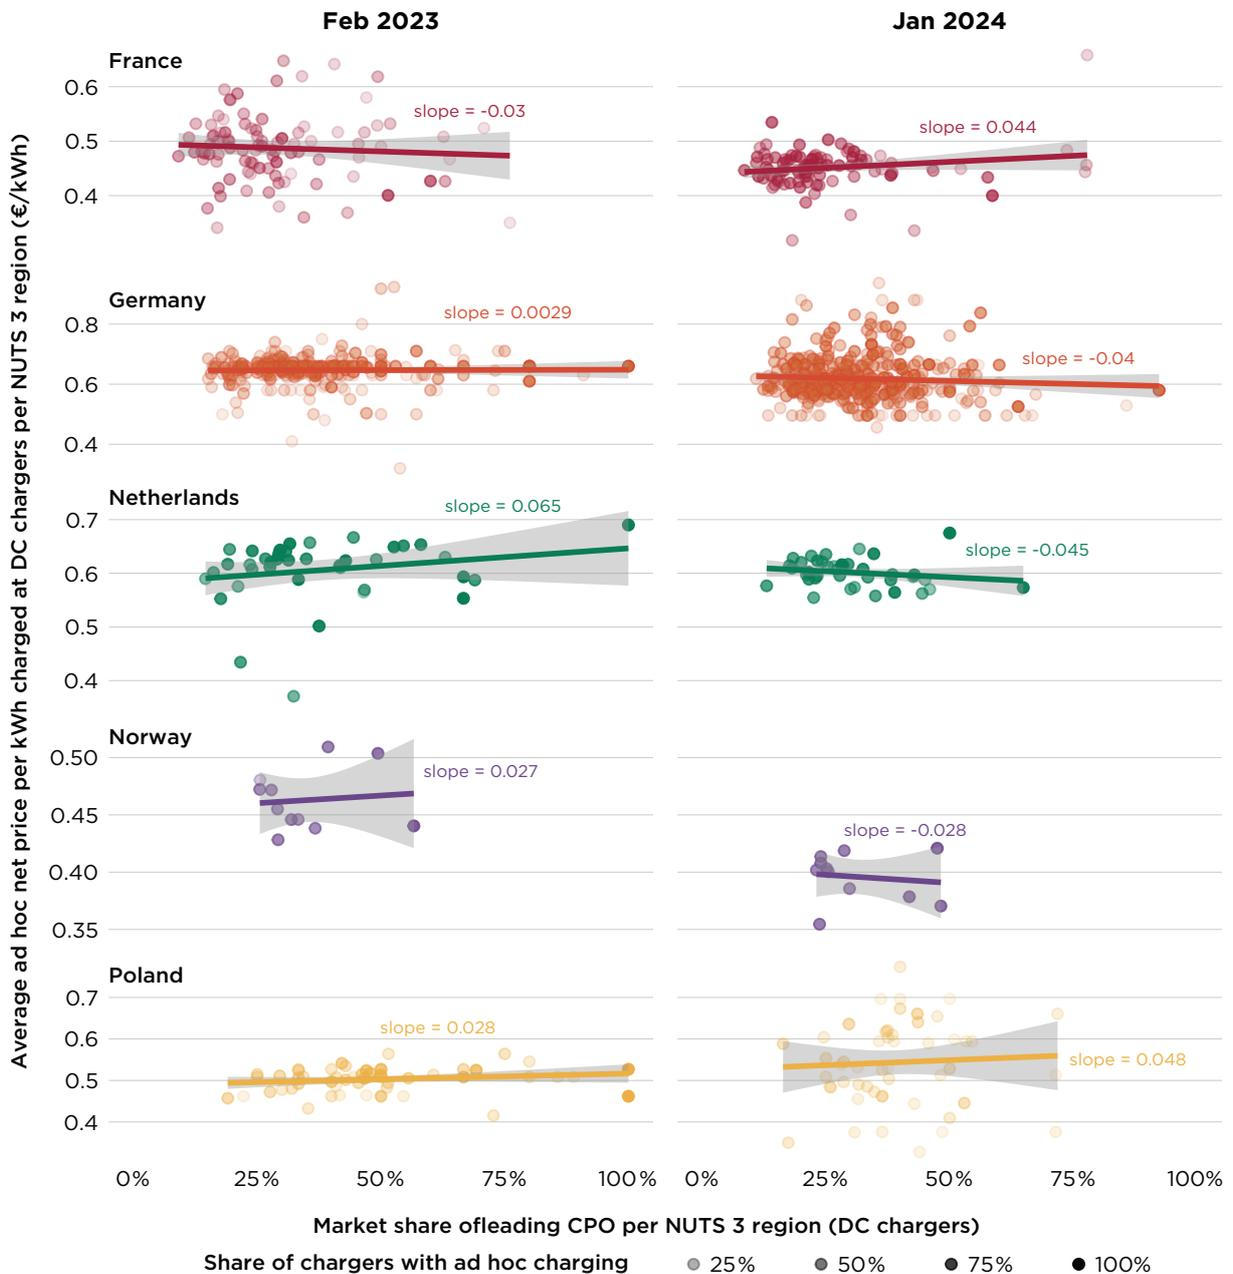 Feb 2023
Jan 2024
Average ad hoc net price per kWh charged at DC chargers per NUTS 3 region (€/kWh)
France
0.6
0.5
0.4
slope = -0.03
slope = 0.044
Germany
0.8
0.6
0.4
slope = 0.0029
slope = -0.04
Netherlands
0.7
0.6
0.5
0.4
slope = 0.065
slope = -0.045
Norway
0.50
0.45
0.40
0.35
slope = 0.027
slope = -0.028
Poland
0.7
0.6
0.5
0.4
slope = 0.028
slope = 0.048
0% 25% 50% 75% 100% 0% 25% 50% 75% 100%
Market share ofleading CPO per NUTS 3 region (DC chargers)
Share of chargers with ad hoc charging 25% 50% 75% 100%